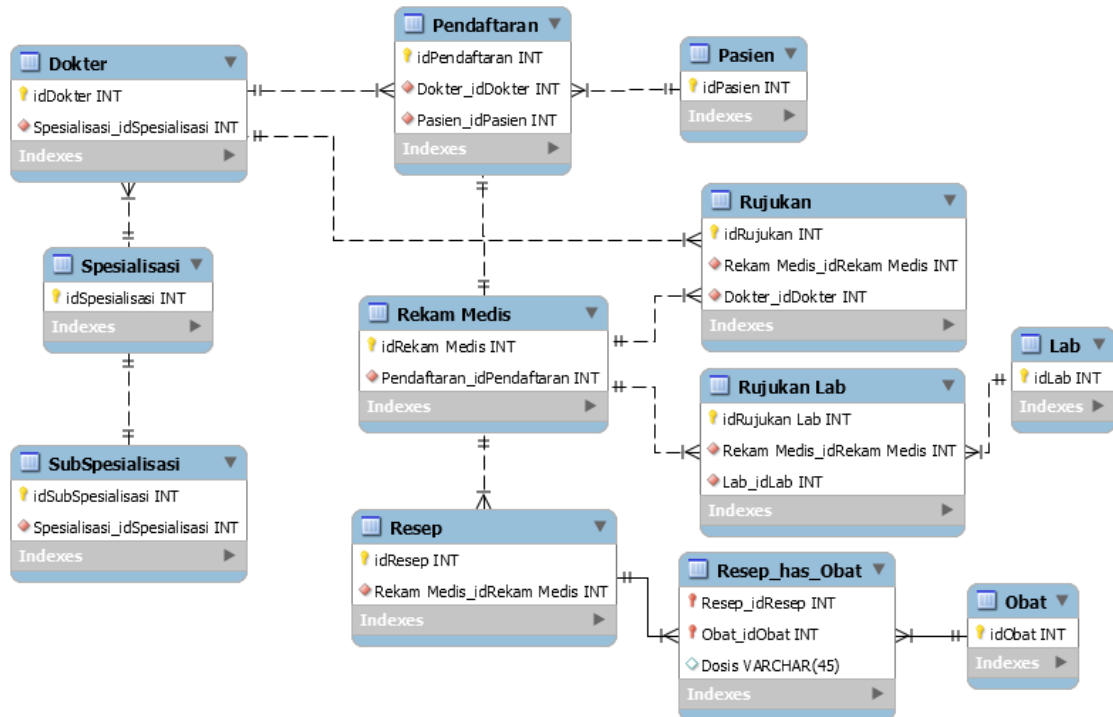 Dokter
idDokter INT
Spesialisasi_idSpesialisasi INT
Indexes
Pendaftaran
idPendaftaran INT
Dokter_idDokter INT
Pasien_idPasien INT
Indexes
Pasien
idPasien INT
Indexes
Spesialisasi
idSpesialisasi INT
Indexes
Rekam Medis
idRekam Medis INT
Pendaftaran_idPendaftaran INT
Indexes
Rujukan
idRujukan INT
Rekam Medis_idRekam Medis INT
Dokter_idDokter INT
Indexes
Rujukan Lab
idRujukan Lab INT
Rekam Medis_idRekam Medis INT
Lab_idLab INT
Indexes
Lab
idLab INT
Indexes
SubSpesialisasi
idSubSpesialisasi INT
Spesialisasi_idSpesialisasi INT
Indexes
Resep
idResep INT
Rekam Medis_idRekam Medis INT
Indexes
Resep_has_Obat
Resep_idResep INT
Obat_idObat INT
Dosis VARCHAR(45)
Indexes
Obat
idObat INT
Indexes